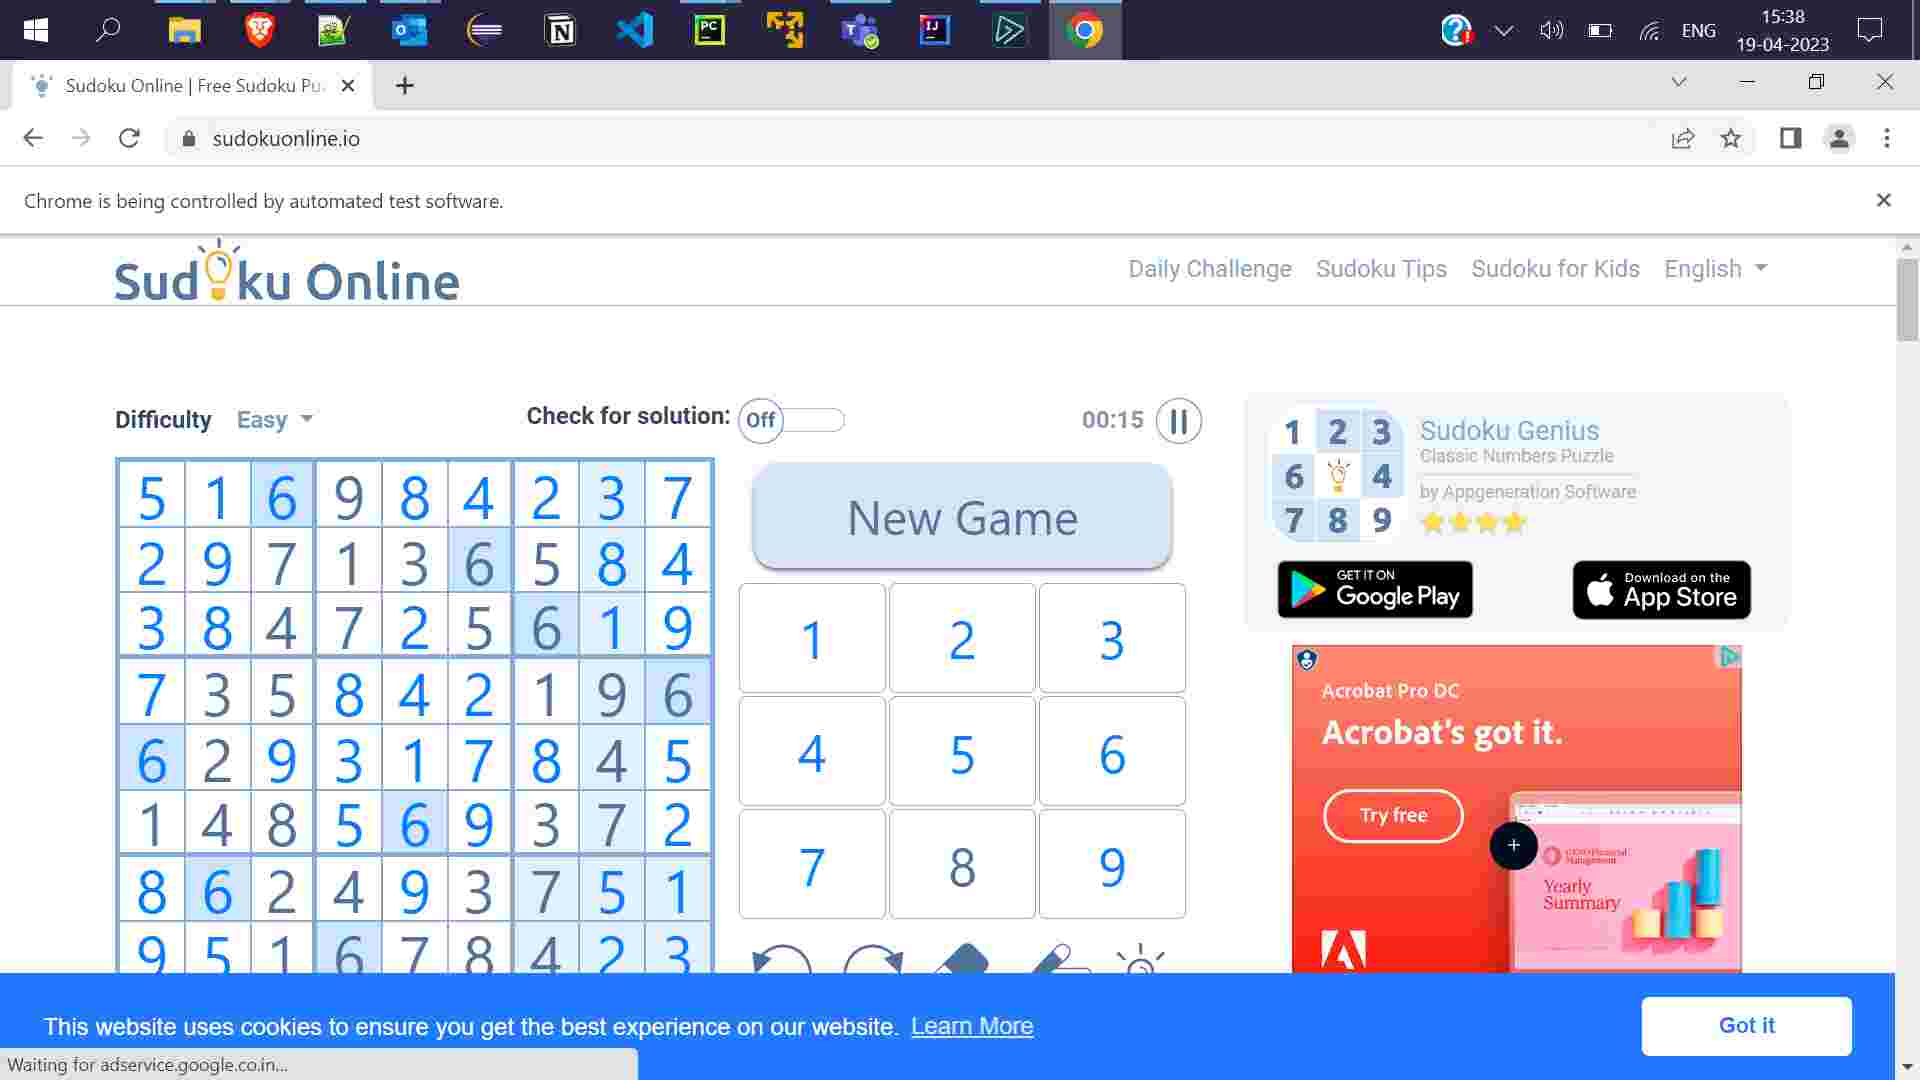 ENG
15:38
19-04-2023
Sudoku Online | Free Sudoku Pu
sudokuonline.io
Chrome is being controlled by automated test software.
Sudoku Online
Daily Challenge Sudoku Tips Sudoku for Kids English
Difficulty Easy
Check for solution: Off
00:15
5 1 6 9 8 4 2 3 7
2 9 7 1 3 6 5 8 4
3 8 4 7 2 5 6 1 9
7 3 5 8 4 2 1 9 6
6 2 9 3 1 7 8 4 5
1 4 8 5 6 9 3 7 2
8 6 2 4 9 3 7 5 1
9 5 1 6 7 8 4 2 3
New Game
1 2 3
4 5 6
7 8 9
1 2 3
6 4
7 8 9
Sudoku Genius
Classic Numbers Puzzle
by Appgeneration Software
GET IT ON
Google Play
Download on the
App Store
Acrobat Pro DC
Acrobat's got it.
Try free
Yearly
Summary
This website uses cookies to ensure you get the best experience on our website. Learn More
Got it
Waiting for adservice.google.co.in...